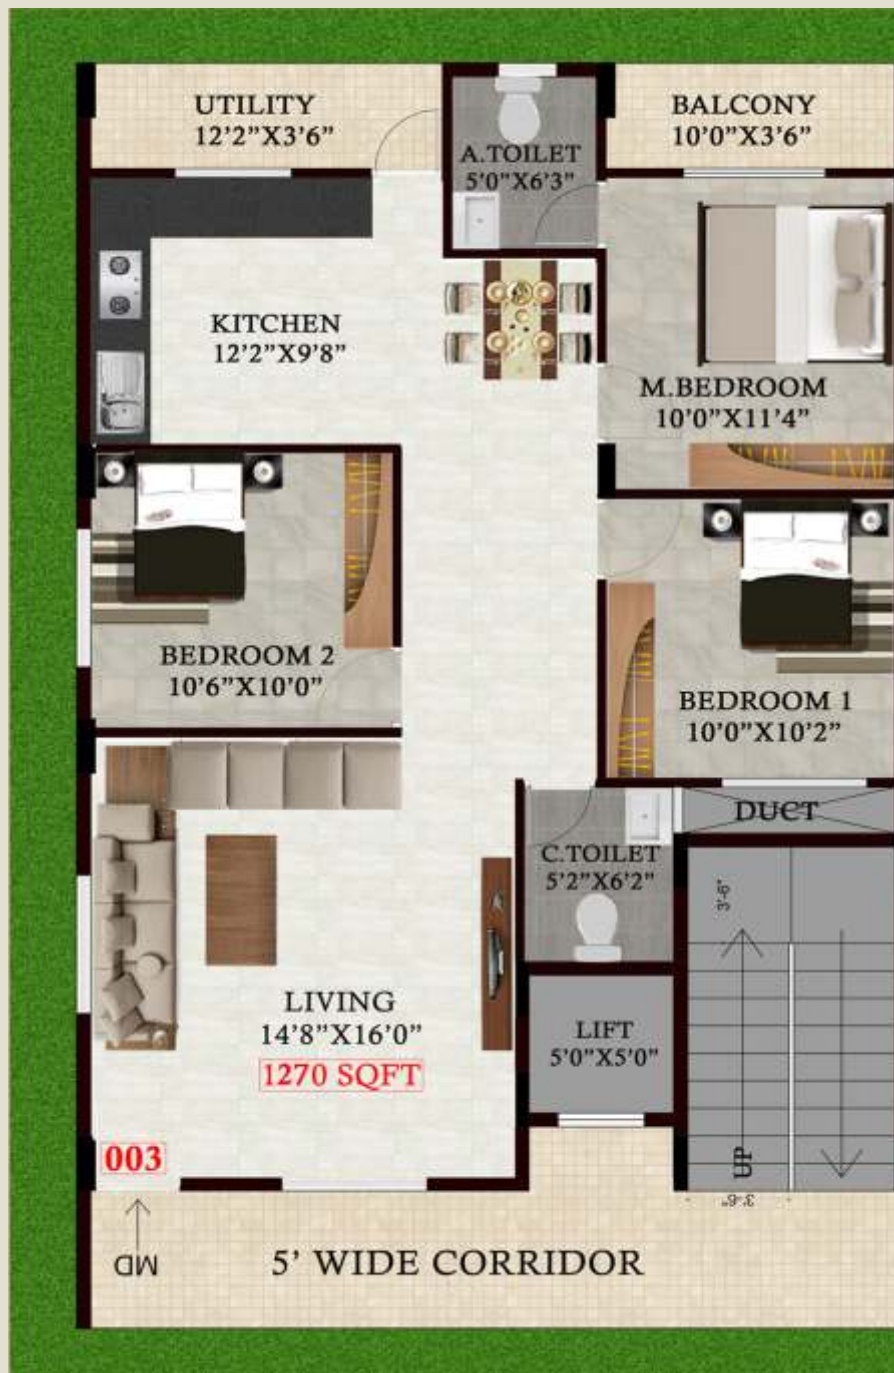 UTILITY
12’2”X3’6”
A.TOILET
5’0”X6’3”
BALCONY
10’0”X3’6”
KITCHEN
12’2”X9’8”
M.BEDROOM
10’0”X11’4”
BEDROOM 2
10’6”X10’0”
BEDROOM 1
10’0”X10’2”
DUCT
C.TOILET
5’2”X6’2”
3'-6"
LIVING
14’8”X16’0”
1270 SQFT
LIFT
5’0”X5’0”
003
UP
3'-6"
MD
5’ WIDE CORRIDOR